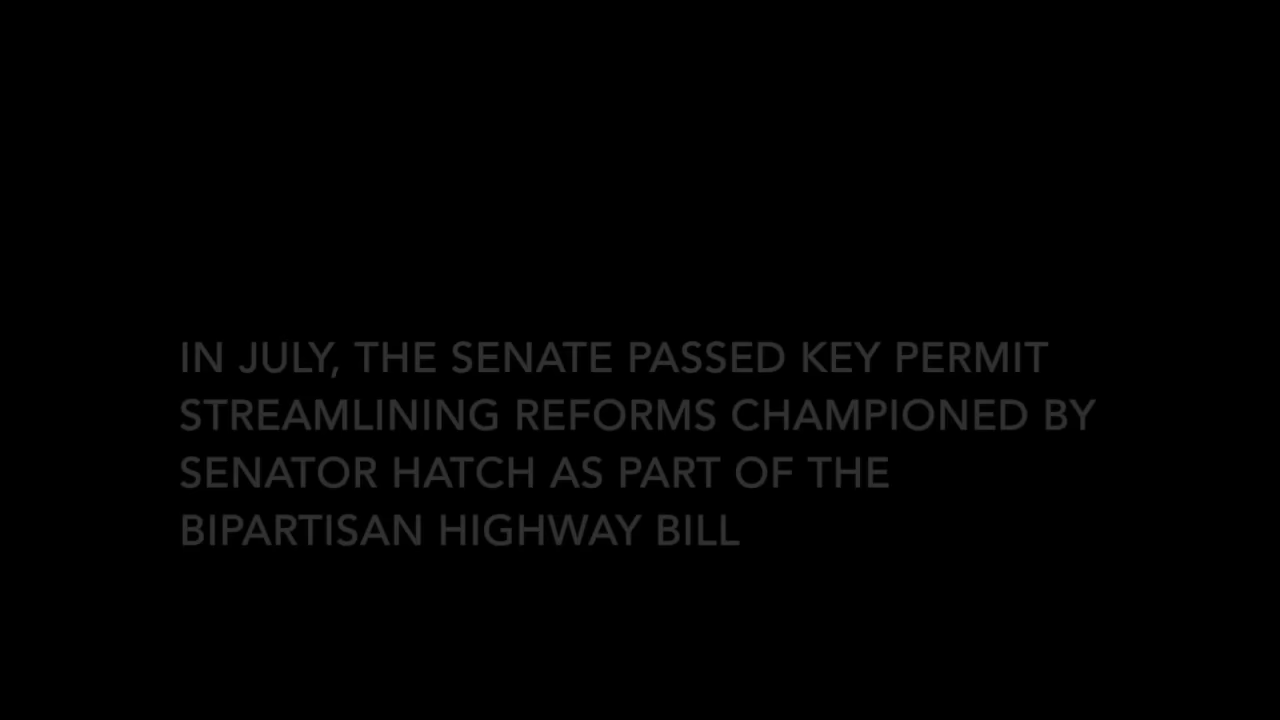 IN JULY, THE SENATE PASSED KEY PERMIT
STREAMLINING REFORMS CHAMPIONED BY
SENATOR HATCH AS PART OF THE
BIPARTISAN HIGHWAY BILL